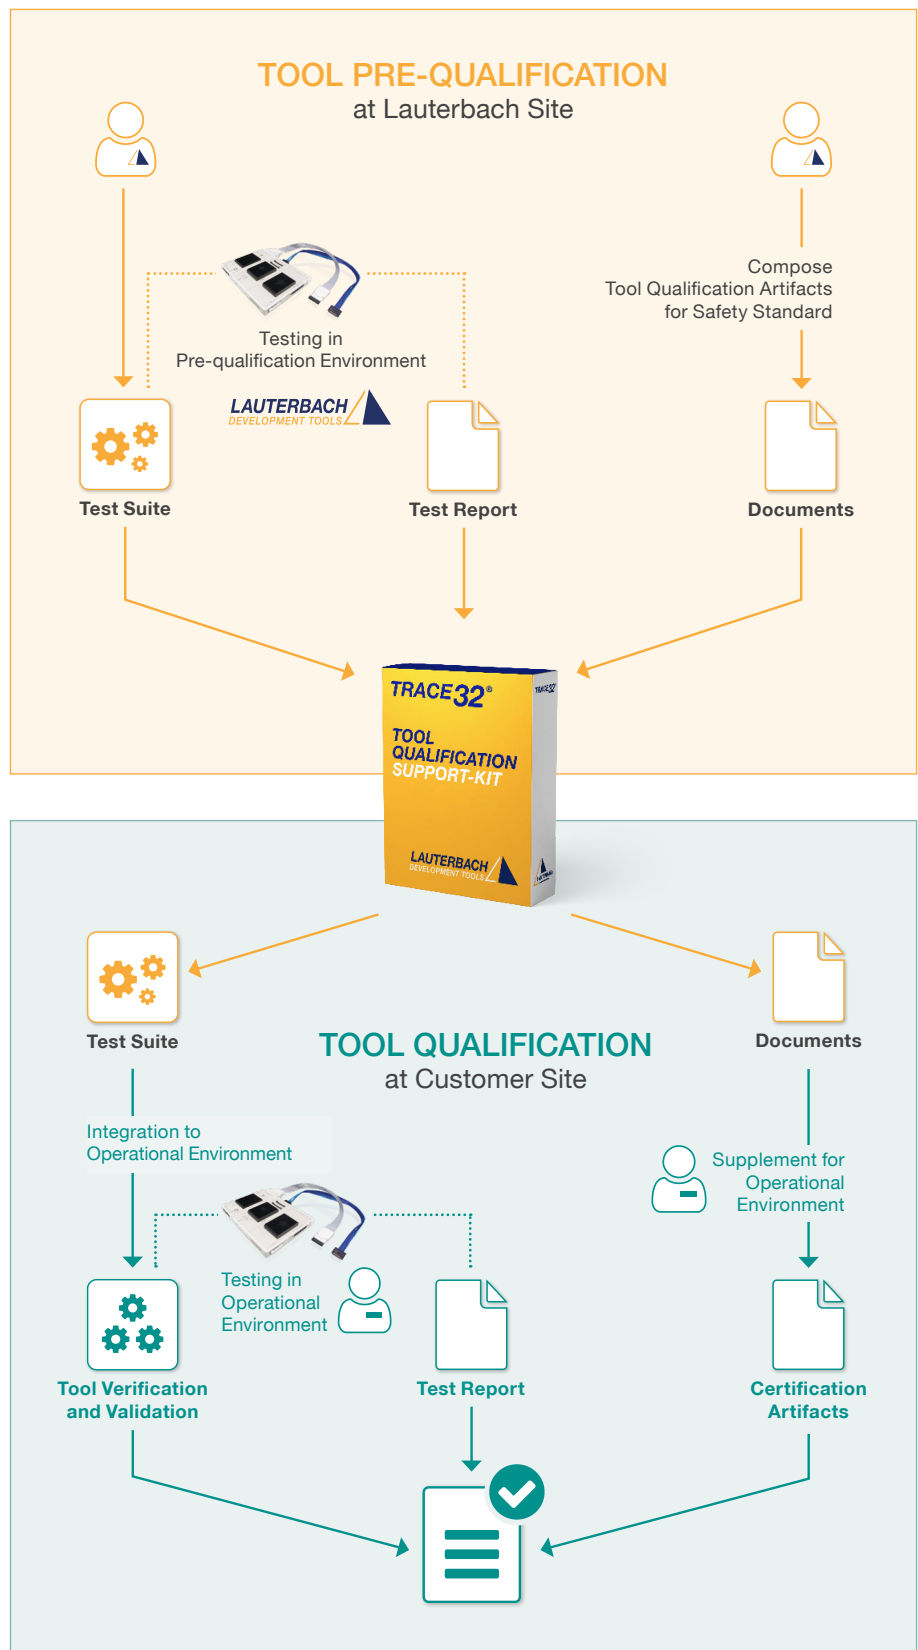 TOOL PRE-QUALIFICATION
at Lauterbach Site
Compose
Tool Qualification Artifacts
for Safety Standard
Testing in
Pre-qualification Environment
LAUTERBACH
DEVELOPMENT TOOLS
Test Suite
Test Report
Documents
TRACE32®
TRACE32
TOOL
QUALIFICATION
SUPPORT-KIT
LAUTERBACH
DEVELOPMENT TOOLS
Test Suite
Documents
TOOL QUALIFICATION
at Customer Site
Integration to
Operational Environment
Supplement for
Operational
Environment
Testing in
Operational
Environment
Tool Verification
and Validation
Test Report
Certification
Artifacts